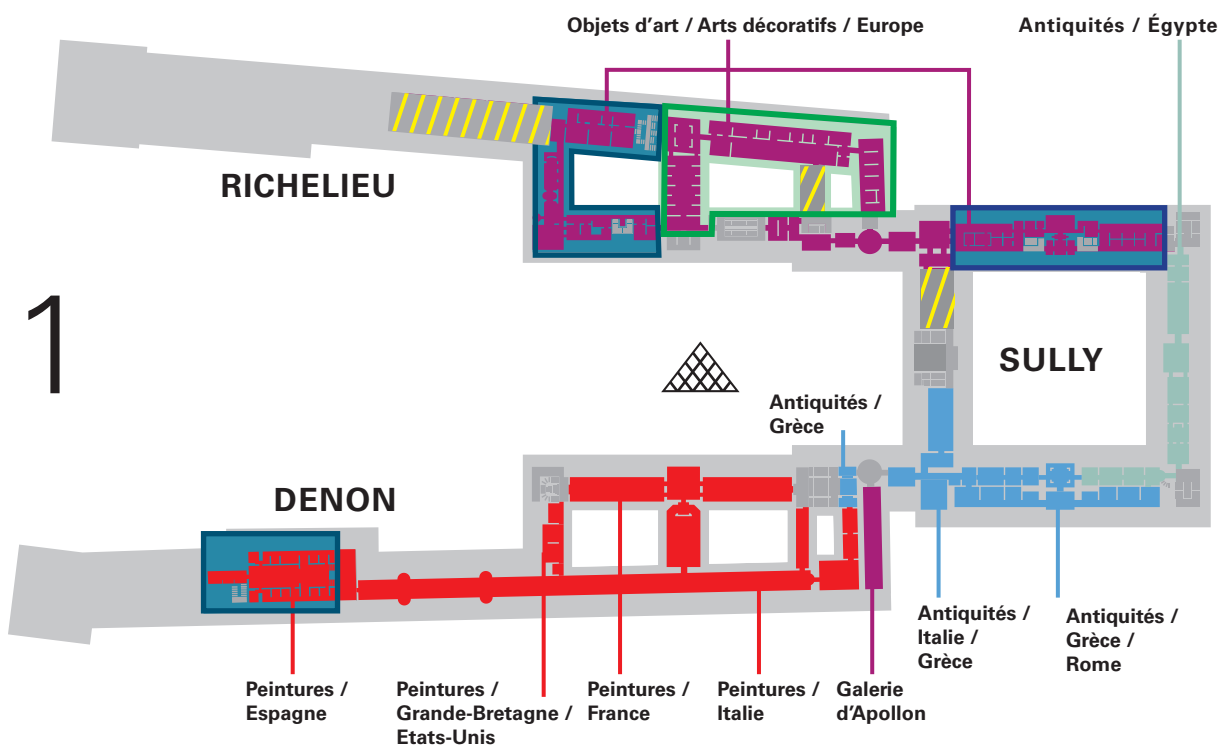 Objets d'art / Arts décoratifs / Europe
Antiquités / Égypte
RICHELIEU
1
SULLY
Antiquités /
Grèce
DENON
Antiquités /
Italie /
Grèce
Antiquités /
Grèce /
Rome
Peintures /
Espagne
Peintures /
Grande-Bretagne /
Etats-Unis
Peintures /
France
Peintures /
Italie
Galerie
d'Apollon